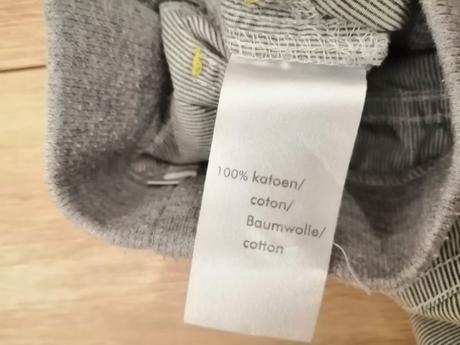 100% katoen/
coton/
Baumwolle/
cotton